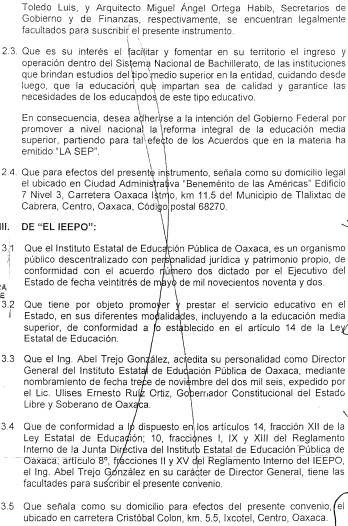 Toledo Luis, y Arquitecto Miguel Ángel Ortega Habib, Secretarios de
Gobierno y de Finanzas, respectivamente, se encuentran legalmente
facultados para suscribir el presente instrumento.
2.3. Que es su interés el facilitar y fomentar en su territorio el ingreso y
operación dentro del Sistema Nacional de Bachillerato, de las instituciones
que brindan estudios del tipo medio superior en la entidad, cuidando desde
luego, que la educación que impartan sea de calidad y garantice las
necesidades de los educandos de este tipo educativo.
En consecuencia, desea adherirse a la intención del Gobierno Federal por
promover a nivel nacional la reforma integral de la educación media
superior, partiendo para tal efecto de los Acuerdos que en la materia ha
emitido "LA SEP".
2.4. Que para efectos del presente instrumento, señala como su domicilio legal
el ubicado en Ciudad Administrativa "Benemérito de las Américas" Edificio
7 Nivel 3, Carretera Oaxaca Istmo, km 11.5 del Municipio de Tlalixtac de
Cabrera, Centro, Oaxaca, Código postal 68270.
III. DE "EL IEEPO":
3.1 Que el Instituto Estatal de Educación Pública de Oaxaca, es un organismo
público descentralizado con personalidad jurídica y patrimonio propio, de
conformidad con el acuerdo número dos dictado por el Ejecutivo del
Estado de fecha veintitrés de mayo de mil novecientos noventa y dos.
3.2 Que tiene por objeto promover y prestar el servicio educativo en el
Estado, en sus diferentes modalidades, incluyendo a la educación media
superior, de conformidad a lo establecido en el artículo 14 de la Ley
Estatal de Educación.
3.3 Que el Ing. Abel Trejo González, acredita su personalidad como Director
General del Instituto Estatal de Educación Pública de Oaxaca, mediante
nombramiento de fecha trece de noviembre del dos mil seis, expedido por
el Lic. Ulises Ernesto Ruiz Ortiz, Gobernador Constitucional del Estado
Libre y Soberano de Oaxaca.
3.4 Que de conformidad a lo dispuesto en los artículos 14, fracción XII de la
Ley Estatal de Educación; 10, fracciones I, IX y XIII del Reglamento
Interno de la Junta Directiva del Instituto Estatal de Educación Pública de
Oaxaca; artículo 8º, fracciones II y XV del Reglamento Interno del IEEPO,
el Ing. Abel Trejo González en su carácter de Director General, tiene las
facultades para suscribir el presente convenio.
3.5 Que señala como su domicilio para efectos del presente convenio, el
ubicado en carretera Cristóbal Colon, km. 5.5, Ixcotel, Centro, Oaxaca,